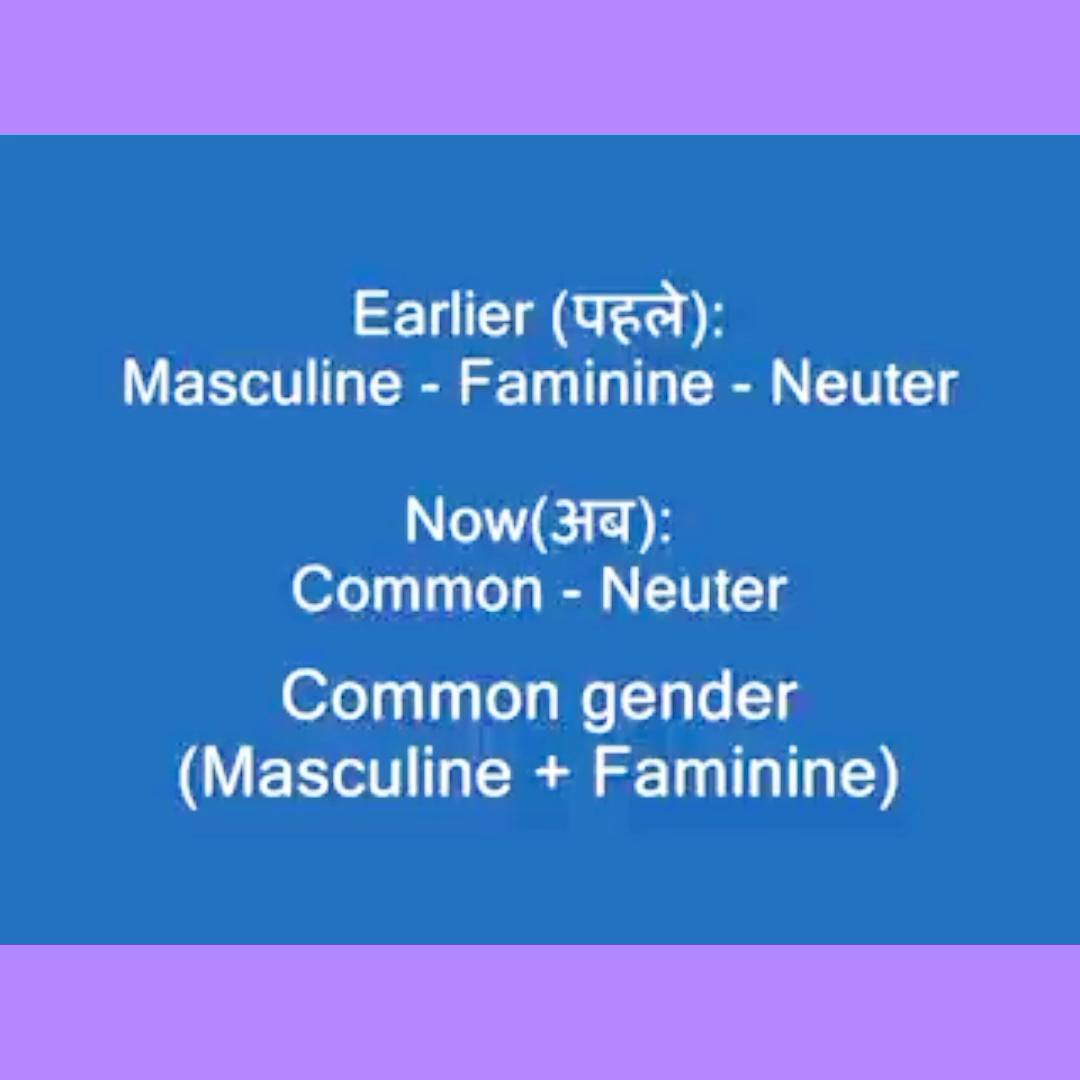 Earlier (पहले):
Masculine - Faminine - Neuter
Now(अब):
Common - Neuter
Common gender
(Masculine + Faminine)